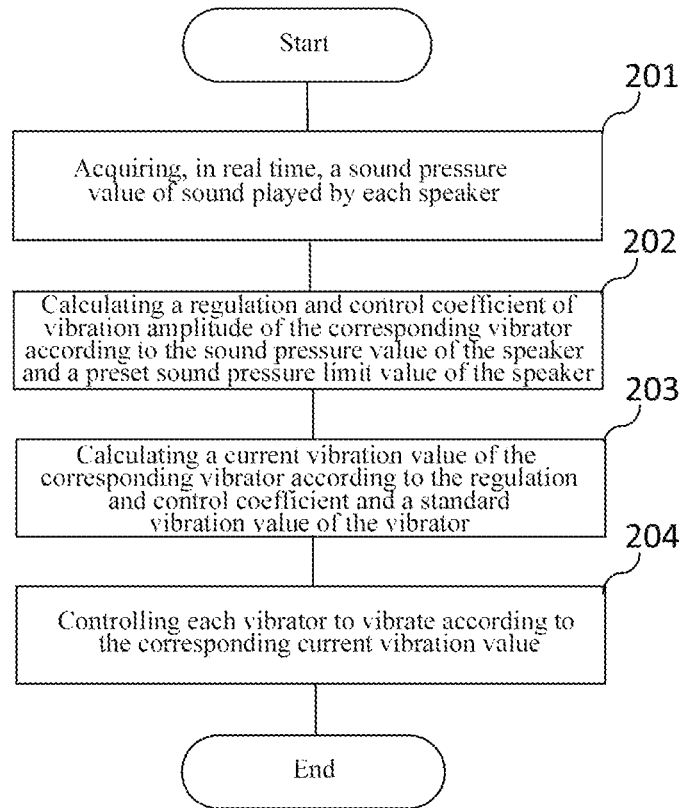 Start
201
Acquiring, in real time, a sound pressure
value of sound played by each speaker
202
Calculating a regulation and control coefficient of
vibration amplitude of the corresponding vibrator
according to the sound pressure value of the speaker
and a preset sound pressure limit value of the speaker
203
Calculating a current vibration value of the
corresponding vibrator according to the regulation
and control coefficient and a standard
vibration value of the vibrator
204
Controlling each vibrator to vibrate according to
the corresponding current vibration value
End